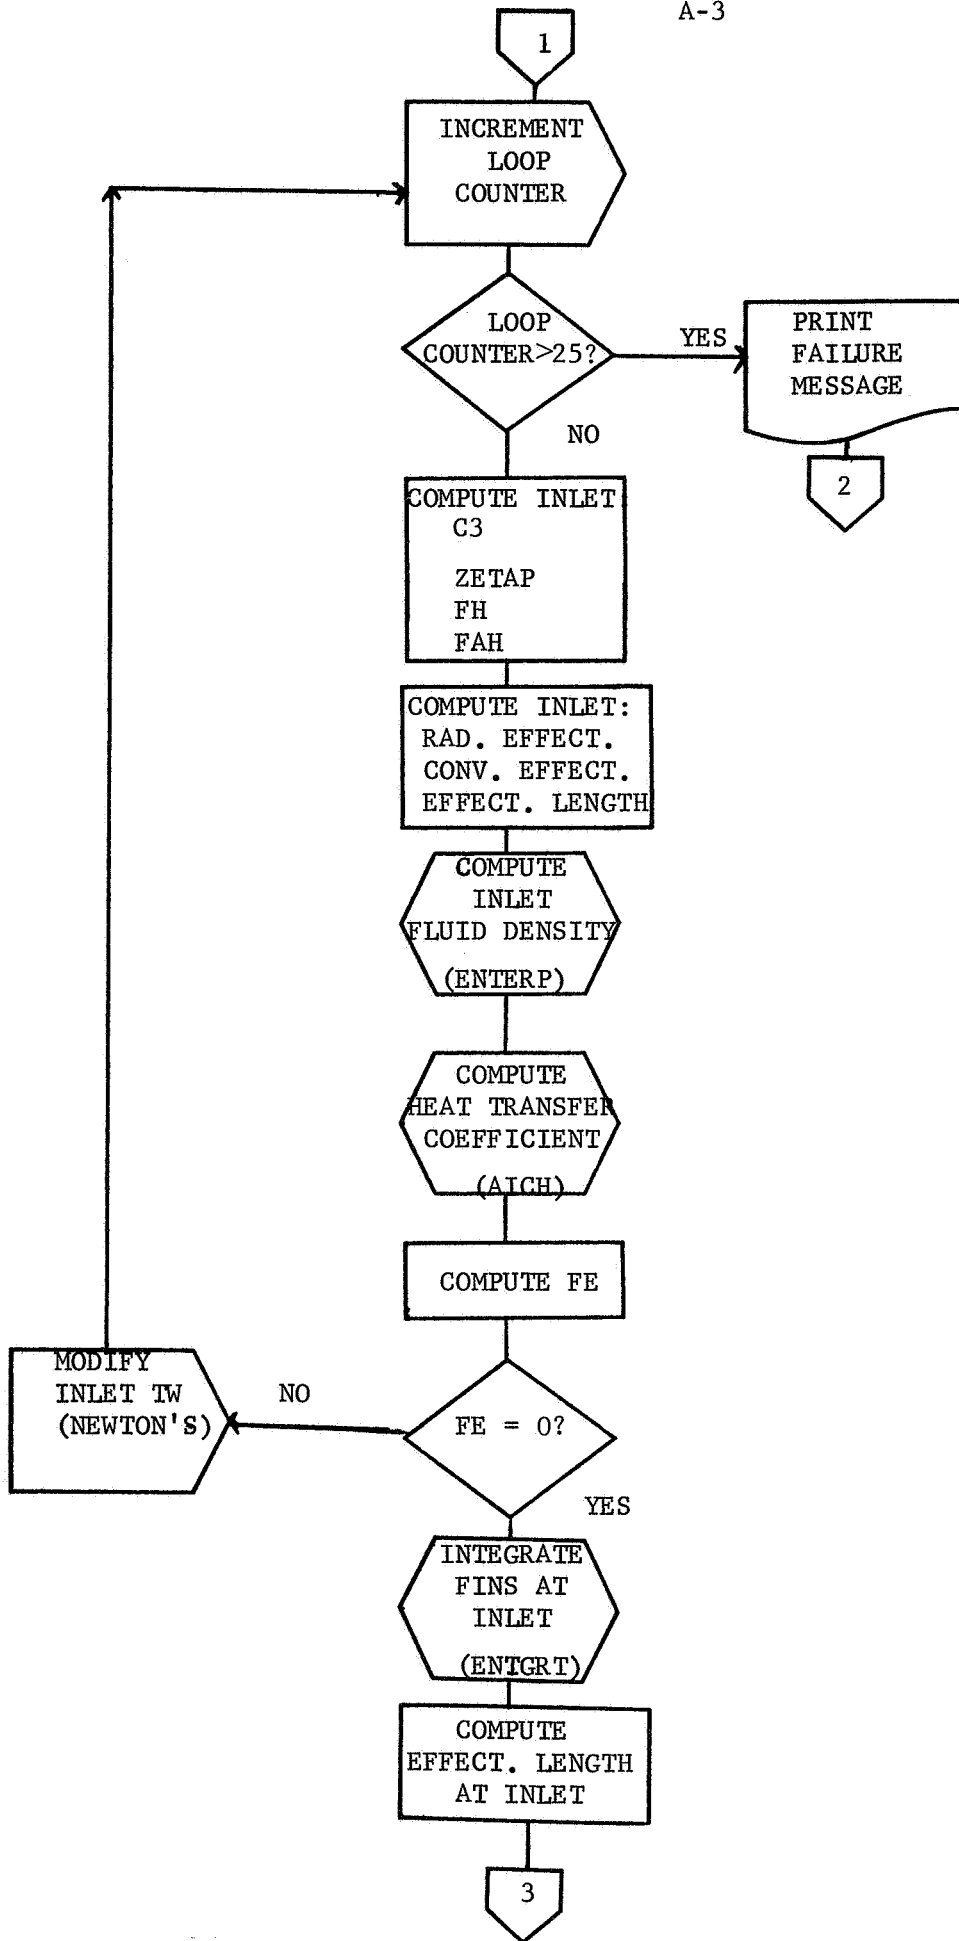 A-3
1
INCREMENT
LOOP
COUNTER
LOOP
COUNTER>25?
YES
PRINT
FAILURE
MESSAGE
2
NO
COMPUTE INLET
C3
ZETAP
FH
FAH
COMPUTE INLET:
RAD. EFFECT.
CONV. EFFECT.
EFFECT. LENGTH
COMPUTE
INLET
FLUID DENSITY
(ENTERP)
COMPUTE
HEAT TRANSFER
COEFFICIENT
(AICH)
COMPUTE FE
FE = 0?
NO
MODIFY
INLET TW
(NEWTON'S)
YES
INTEGRATE
FINS AT
INLET
(ENTGRT)
COMPUTE
EFFECT. LENGTH
AT INLET
3